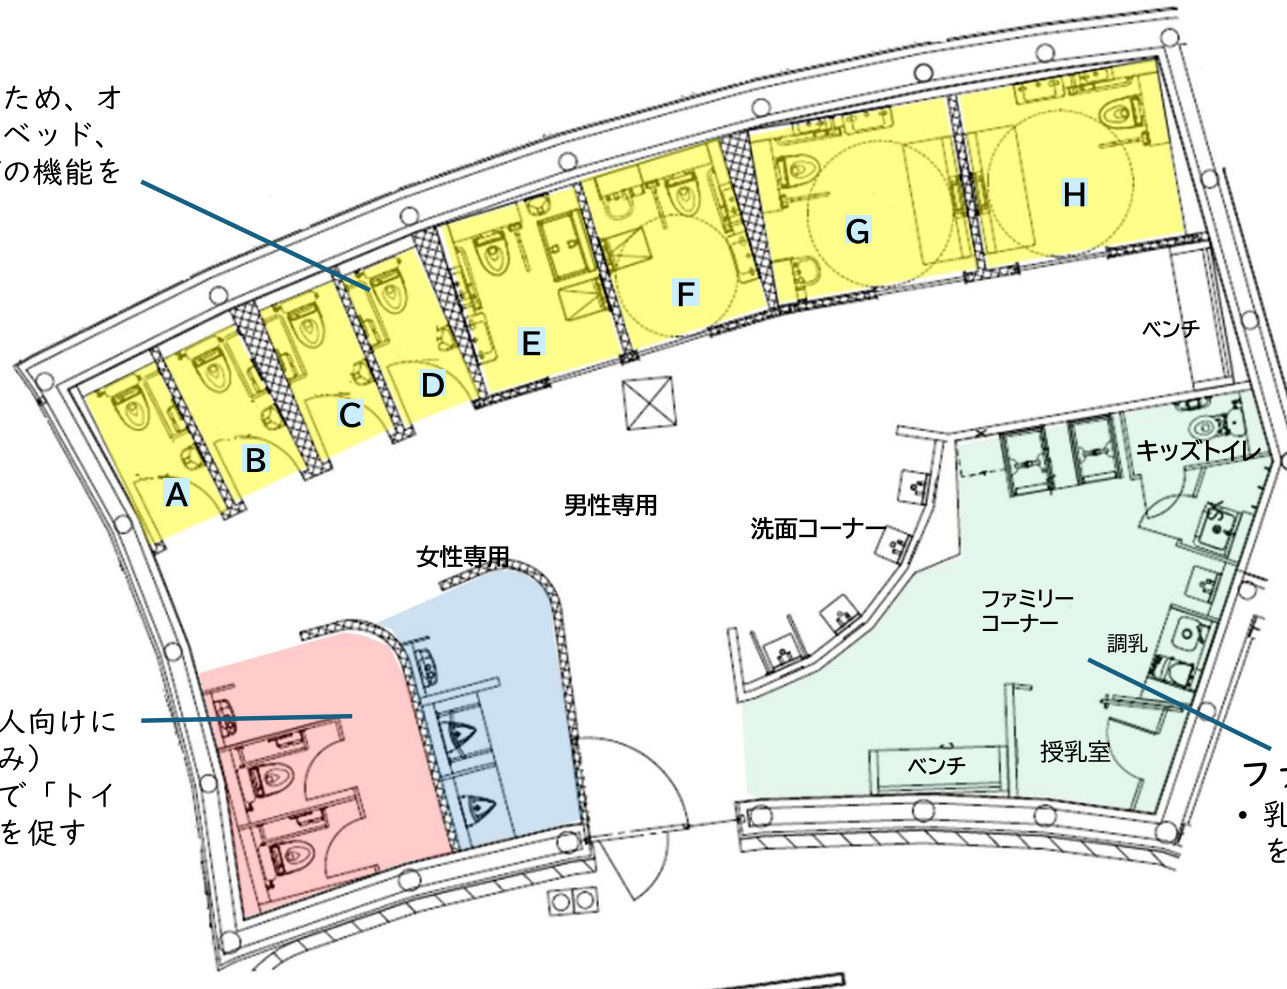 ため、オ
ベッド、
の機能を
A
B
C
D
E
F
G
H
ベンチ
キッズトイレ
男性専用
洗面コーナー
女性専用
ファミリー
コーナー
調乳
人向けに
み）
で「トイ
を促す
ベンチ
授乳室
フ
• 乳
を